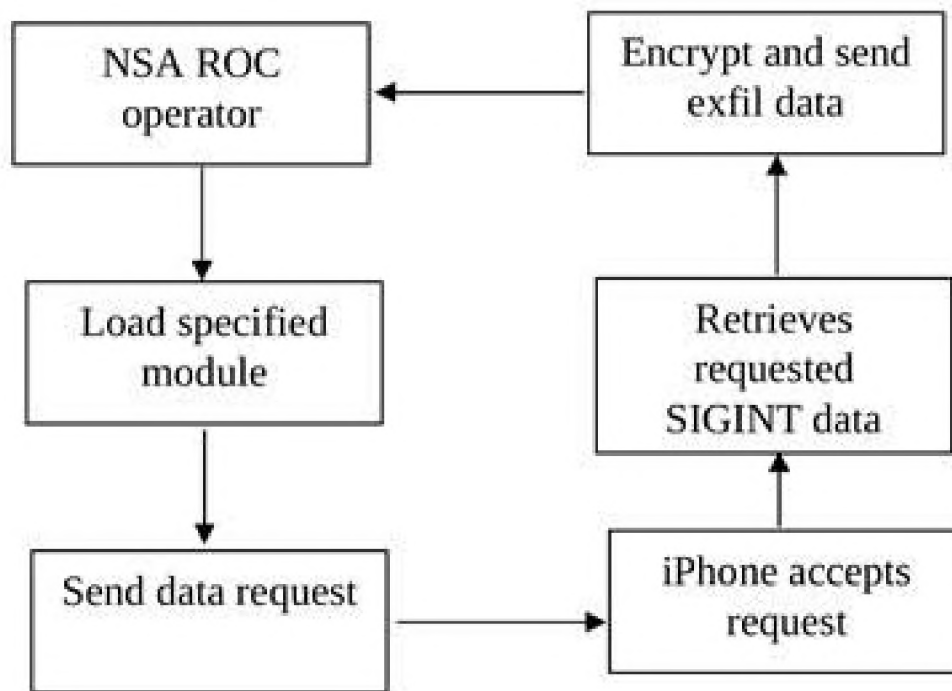 NSA ROC
operator
Load specified
module
Send data request
iPhone accepts
request
Retrieves
requested
SIGINT data
Encrypt and send
exfil data